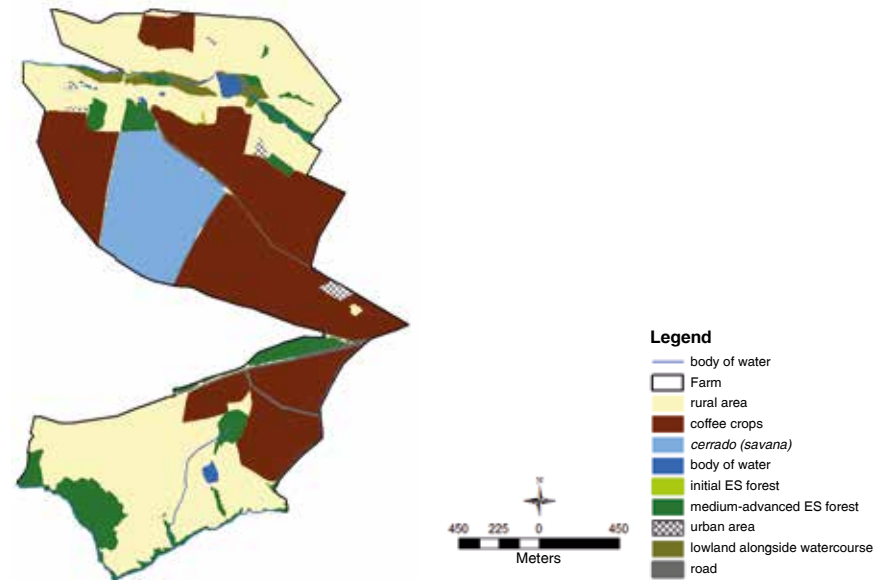 Legend
body of water
Farm
rural area
coffee crops
cerrado (savana)
body of water
initial ES forest
medium-advanced ES forest
urban area
lowland alongside watercourse
road
N
450 225 0 450
Meters